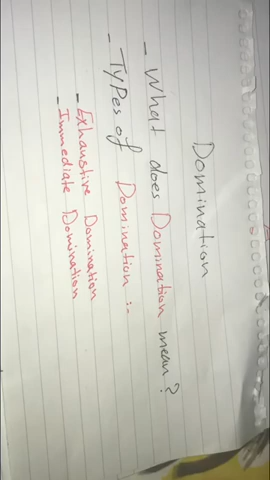 Domination
- What does Domination mean?
- Types of Domination :-
- Exhaustive Domination
- Immediate Domination